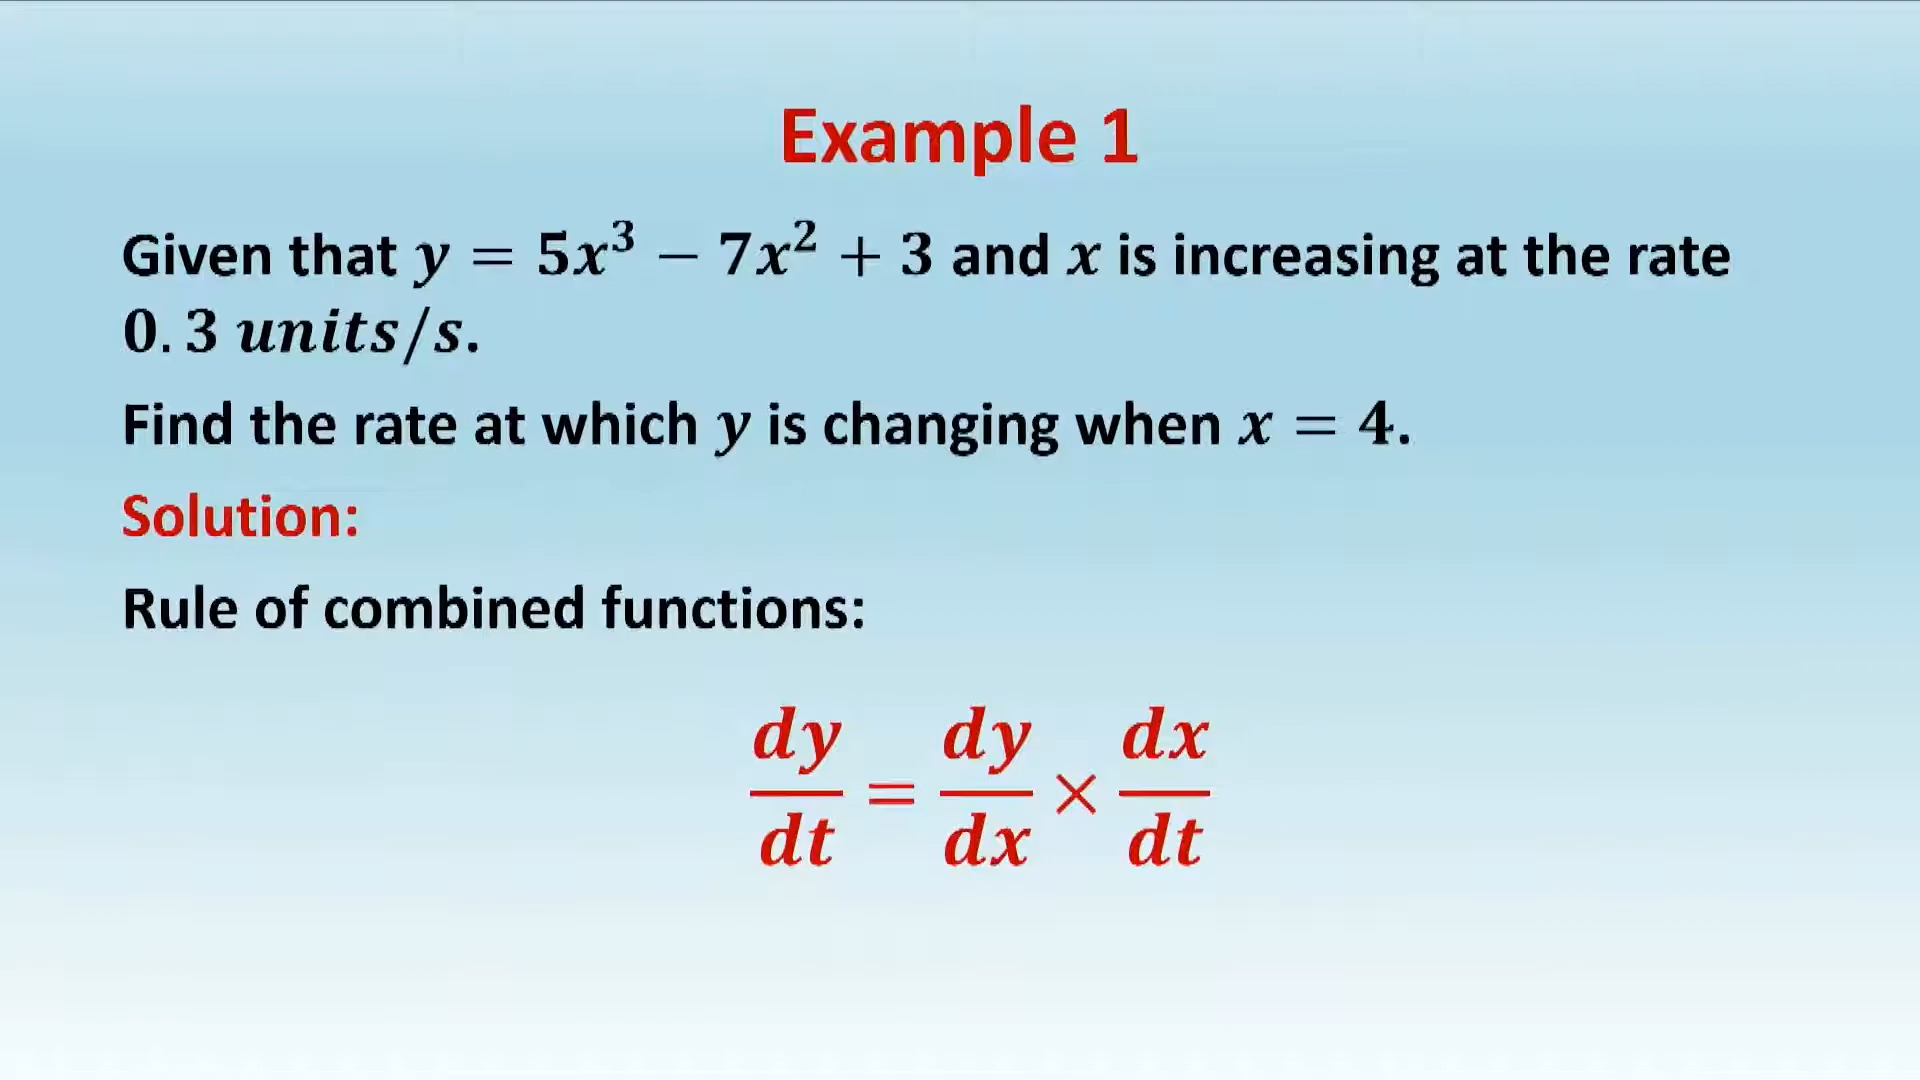 Example 1
Given that y = 5x³ − 7x² + 3 and x is increasing at the rate
0.3 units/s.
Find the rate at which y is changing when x = 4.
Solution:
Rule of combined functions:
dy/dt = dy/dx × dx/dt